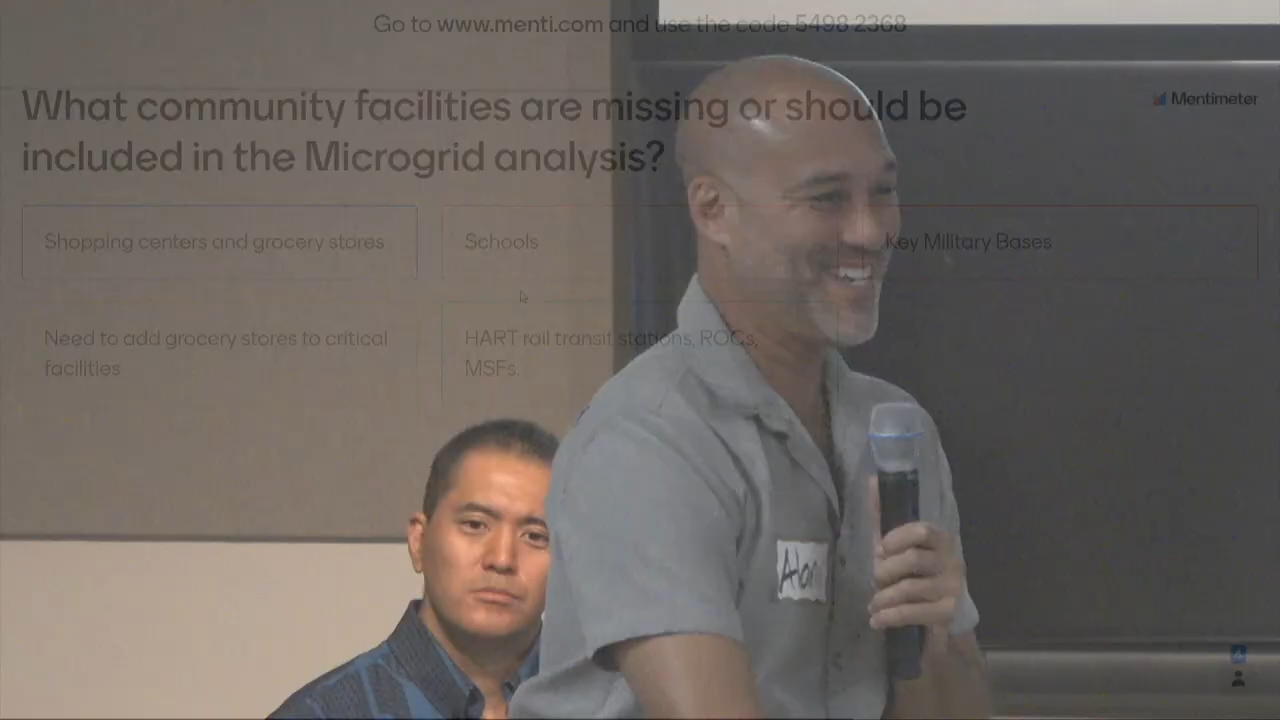 Go to www.menti.com and use the code 5498 2368
What community facilities are missing or should be
included in the Microgrid analysis?
Mentimeter
Shopping centers and grocery stores
Schools
Key Military Bases
Need to add grocery stores to critical
facilities
HART rail transit stations, ROCs,
MSFs.